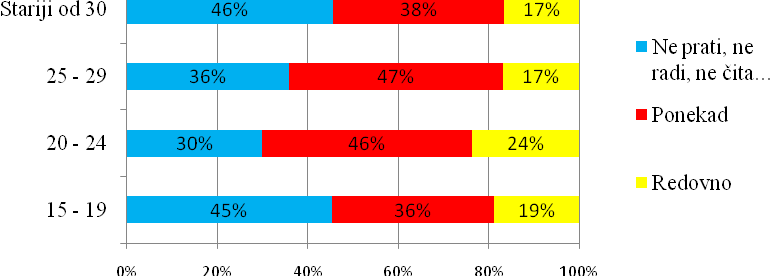 Stariji od 30
46% 38% 17%
25 - 29
36% 47% 17%
20 - 24
30% 46% 24%
15 - 19
45% 36% 19%
0% 20% 40% 60% 80% 100%
Ne prati, ne
radi, ne čita…
Ponekad
Redovno